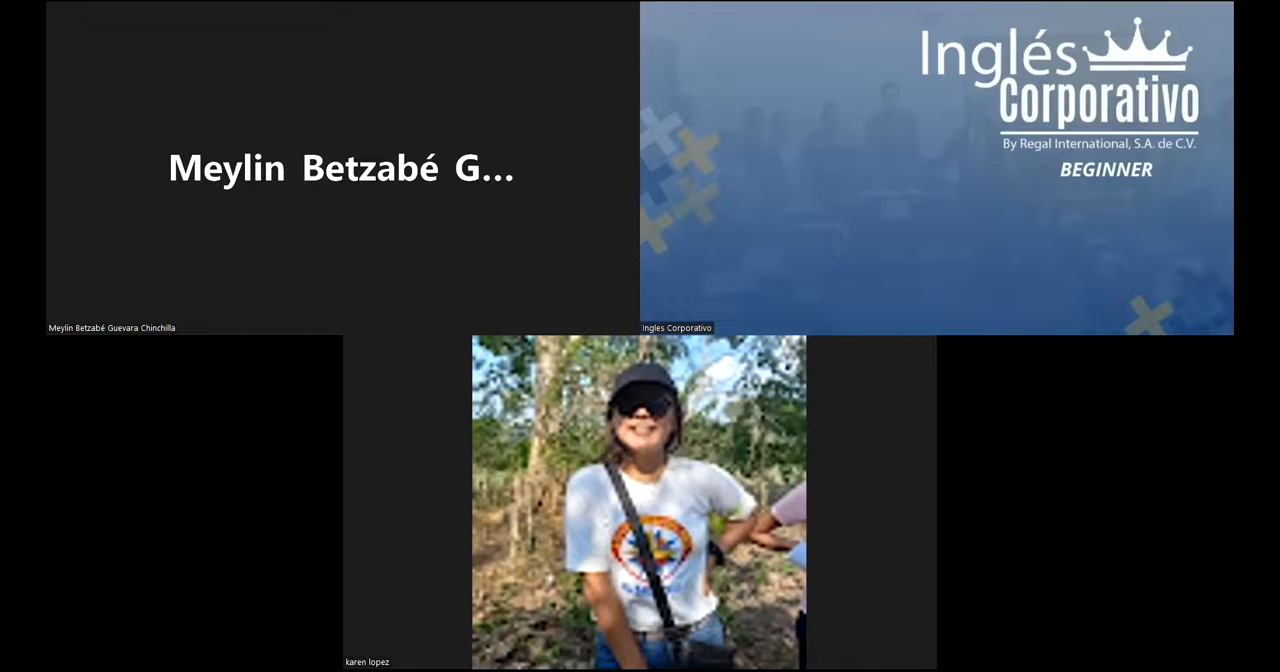 Meylin Betzabé G...
Meylin Betzabé Guevara Chinchilla
Inglés
Corporativo
By Regal International, S.A. de C.V.
BEGINNER
Ingles Corporativo
karen lopez